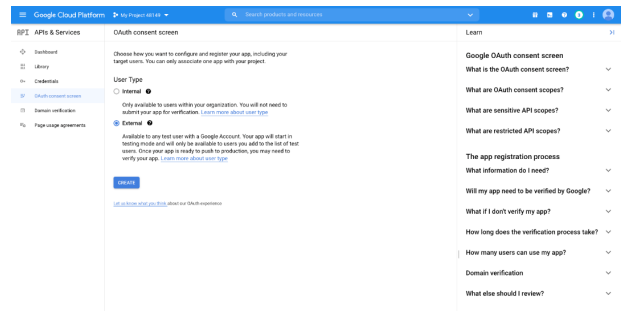 Google Cloud Platform
My Project 48149
Search products and resources
API APIs & Services
OAuth consent screen
Learn
Dashboard
Library
Credentials
OAuth consent screen
Domain verification
Page usage agreements
Choose how you want to configure and register your app, including your
target users. You can only associate one app with your project.
User Type
Internal
Only available to users within your organization. You will not need to
submit your app for verification. Learn more about user type
External
Available to any test user with a Google Account. Your app will start in
testing mode and will only be available to users you add to the list of test
users. Once your app is ready to push to production, you may need to
verify your app. Learn more about user type
CREATE
Let us know what you think about our OAuth experience
Google OAuth consent screen
What is the OAuth consent screen?
What are OAuth consent scopes?
What are sensitive API scopes?
What are restricted API scopes?
The app registration process
What information do I need?
Will my app need to be verified by Google?
What if I don't verify my app?
How long does the verification process take?
How many users can use my app?
Domain verification
What else should I review?